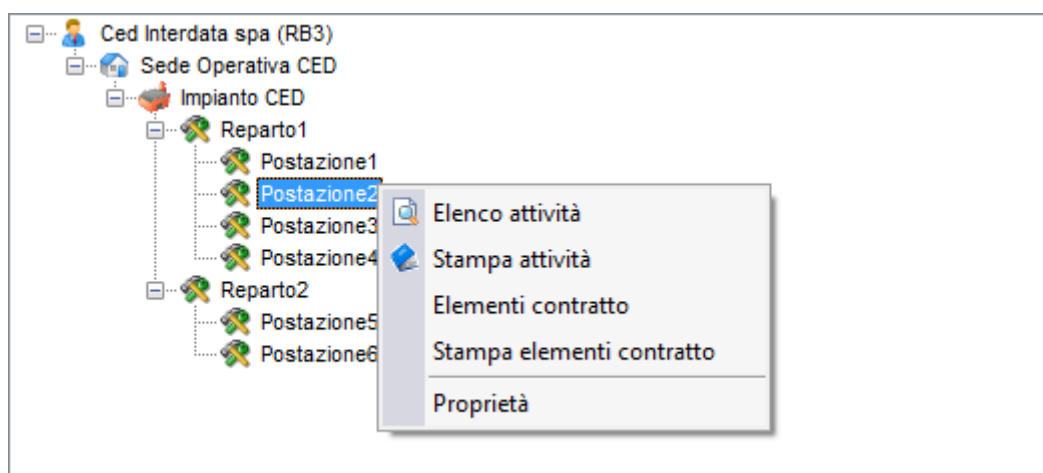 Ced Interdata spa (RB3)
Sede Operativa CED
Impianto CED
Reparto1
Postazione1
Postazione2
Postazione3
Postazione4
Reparto2
Postazione5
Postazione6
Elenco attività
Stampa attività
Elementi contratto
Stampa elementi contratto
Proprietà